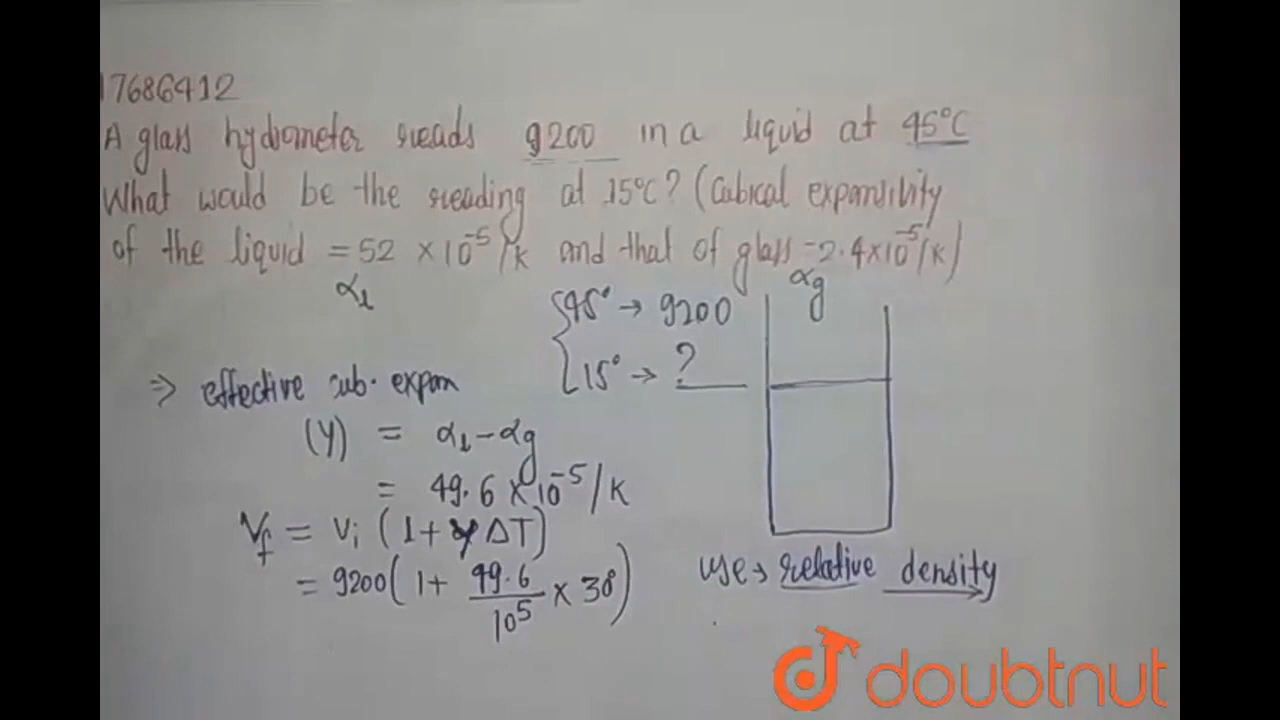 17686412
A glass hydrometer reads 9200 in a liquid at 45°C
What would be the reading at 15°C? (Cubical expansivity
of the liquid = 52 × 10⁻⁵/K and that of glass = 2.4×10⁻⁵/K)
αl αg
45° → 9200
15° → ?
⇒ effective cub. expan
(γ) = αl - αg
= 49.6 × 10⁻⁵/K
Vf = Vi (1 + γ ΔT)
= 9200 (1 + 49.6/10⁵ × 30)
use → relative density
doubtnut